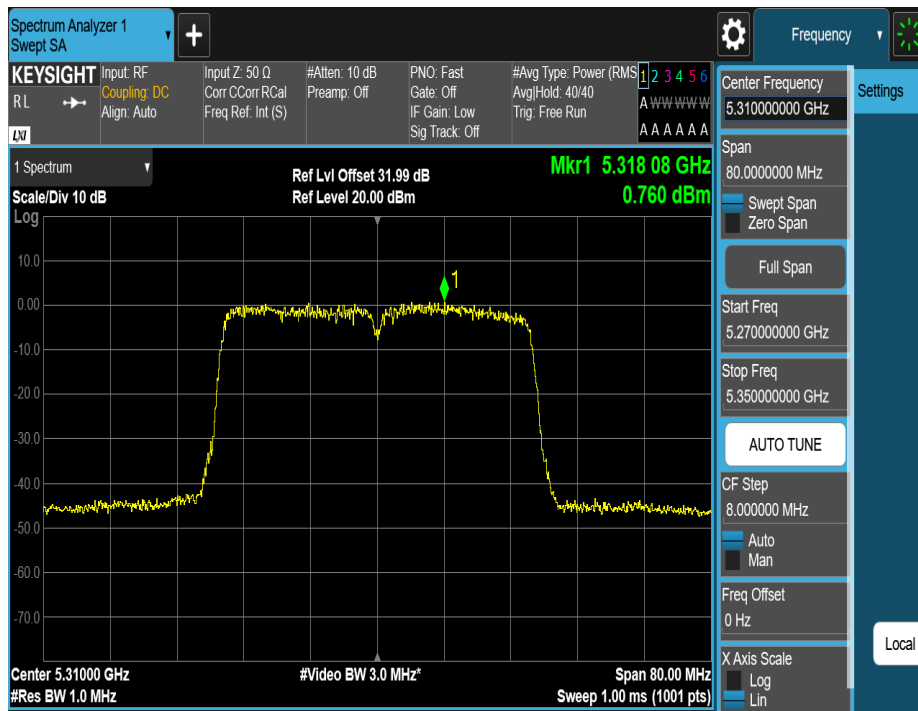 Spectrum Analyzer 1
Swept SA
+
Frequency
KEYSIGHT
RL
LXI
Input: RF
Coupling: DC
Align: Auto
Input Z: 50 Ω
Corr CCorr RCal
Freq Ref: Int (S)
#Atten: 10 dB
Preamp: Off
PNO: Fast
Gate: Off
IF Gain: Low
Sig Track: Off
#Avg Type: Power (RMS
Avg|Hold: 40/40
Trig: Free Run
1 2 3 4 5 6
A W W W W W
A A A A A A
1 Spectrum
Scale/Div 10 dB
Log
Ref Lvl Offset 31.99 dB
Ref Level 20.00 dBm
Mkr1 5.318 08 GHz
0.760 dBm
10.0
0.00
-10.0
-20.0
-30.0
-40.0
-50.0
-60.0
-70.0
1
Center 5.31000 GHz
#Res BW 1.0 MHz
#Video BW 3.0 MHz*
Span 80.00 MHz
Sweep 1.00 ms (1001 pts)
Center Frequency
5.310000000 GHz
Span
80.0000000 MHz
Swept Span
Zero Span
Full Span
Start Freq
5.270000000 GHz
Stop Freq
5.350000000 GHz
AUTO TUNE
CF Step
8.000000 MHz
Auto
Man
Freq Offset
0 Hz
X Axis Scale
Log
Lin
Settings
Local